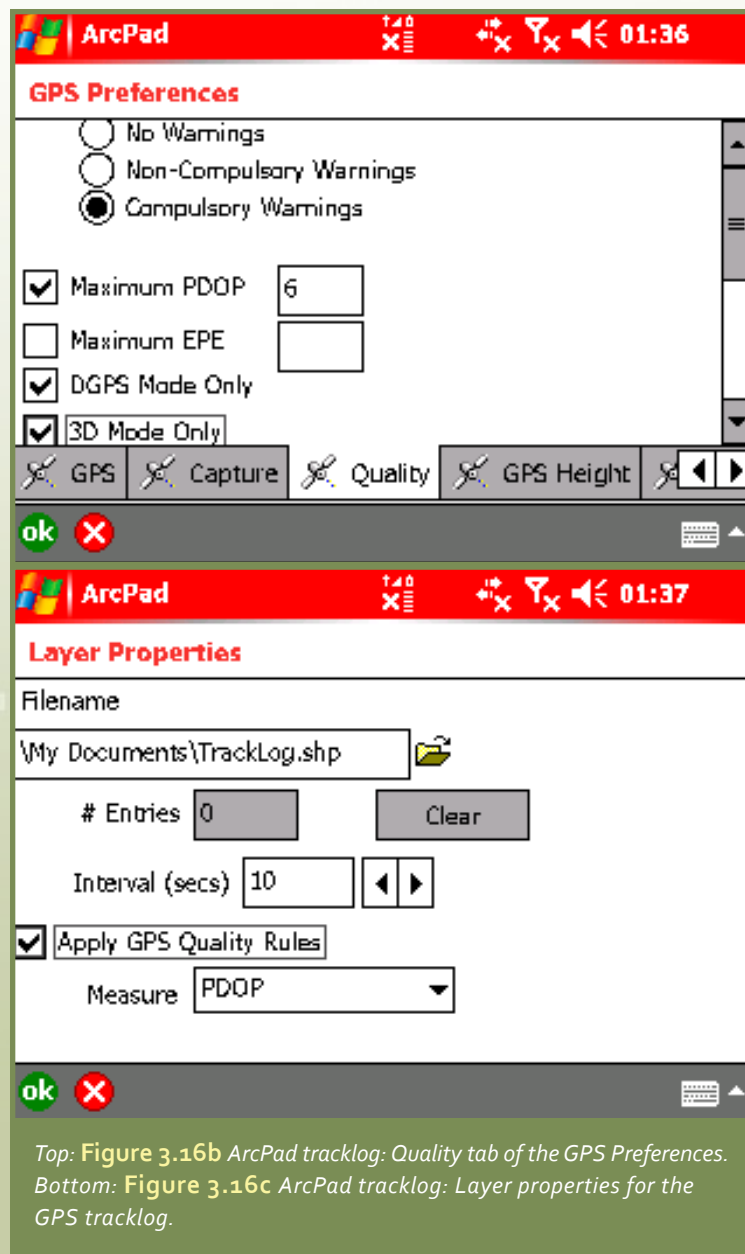 ArcPad 01:36
GPS Preferences
No Warnings
Non-Compulsory Warnings
Compulsory Warnings
Maximum PDOP 6
Maximum EPE
DGPS Mode Only
3D Mode Only
GPS Capture Quality GPS Height
ok
ArcPad 01:37
Layer Properties
Filename
\My Documents\TrackLog.shp
# Entries 0 Clear
Interval (secs) 10
Apply GPS Quality Rules
Measure PDOP
ok
Top: Figure 3.16b ArcPad tracklog: Quality tab of the GPS Preferences.
Bottom: Figure 3.16c ArcPad tracklog: Layer properties for the
GPS tracklog.